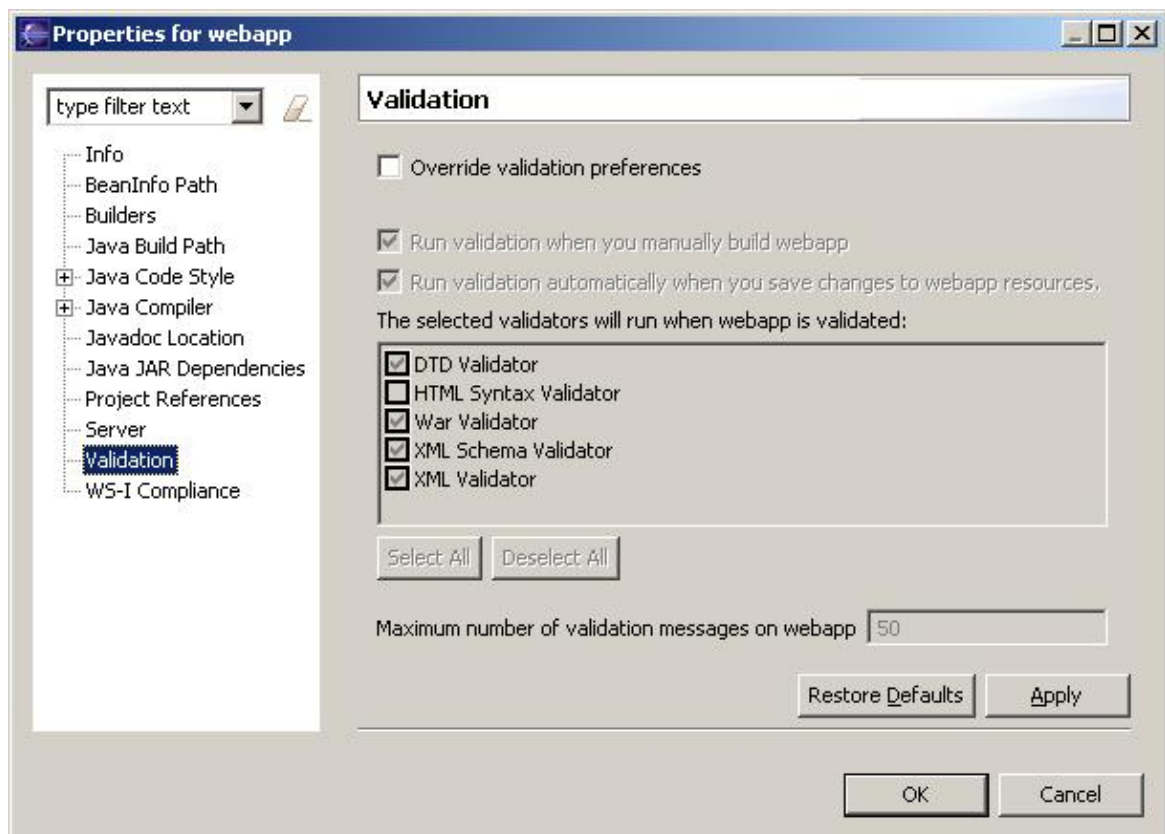 Properties for webapp
type filter text
Info
BeanInfo Path
Builders
Java Build Path
Java Code Style
Java Compiler
Javadoc Location
Java JAR Dependencies
Project References
Server
Validation
WS-I Compliance
Validation
Override validation preferences
Run validation when you manually build webapp
Run validation automatically when you save changes to webapp resources.
The selected validators will run when webapp is validated:
DTD Validator
HTML Syntax Validator
War Validator
XML Schema Validator
XML Validator
Select All Deselect All
Maximum number of validation messages on webapp 50
Restore Defaults Apply
OK Cancel